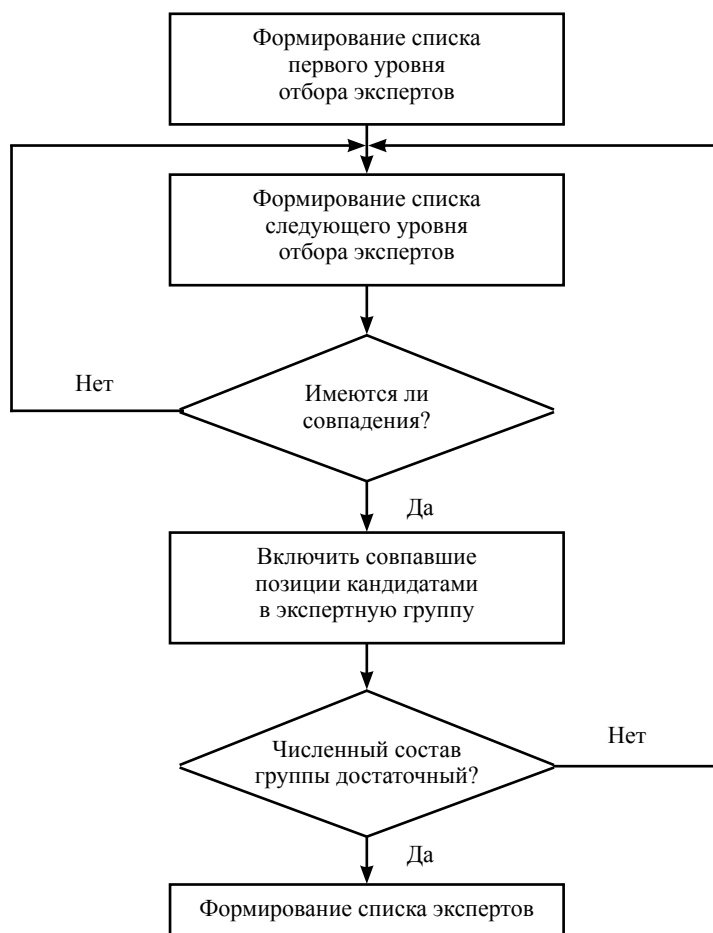 Формирование списка
первого уровня
отбора экспертов
Формирование списка
следующего уровня
отбора экспертов
Нет
Имеются ли
совпадения?
Да
Включить совпавшие
позиции кандидатами
в экспертную группу
Численный состав
группы достаточный?
Нет
Да
Формирование списка экспертов